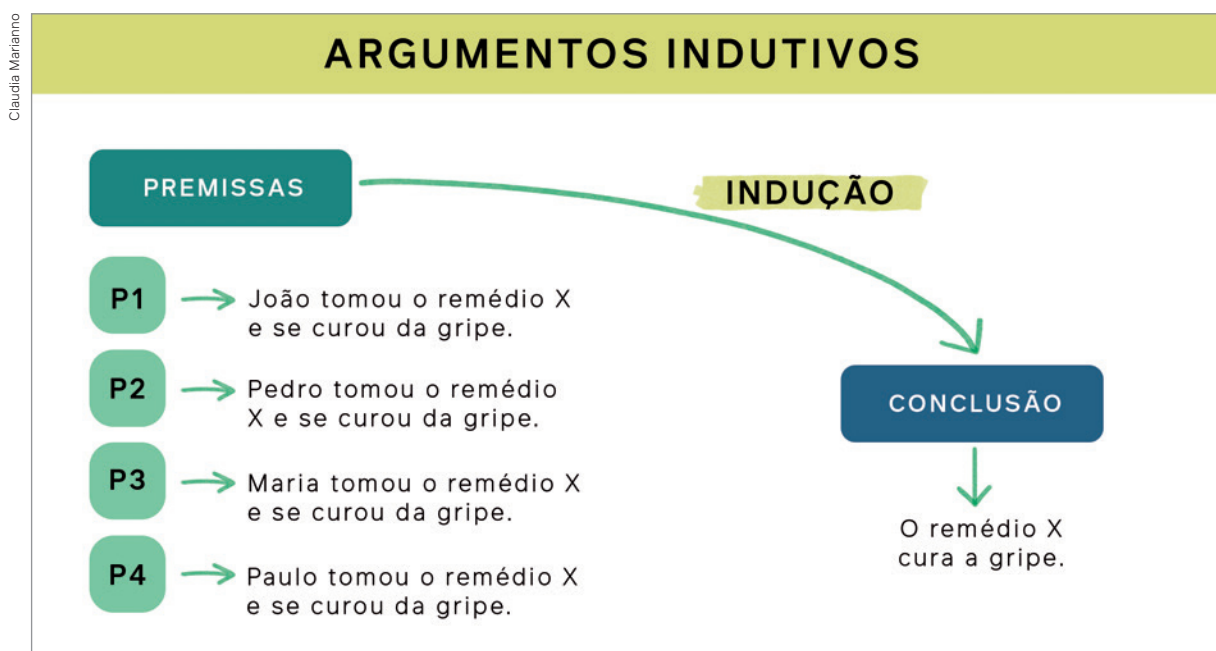 Claudia Marianno
ARGUMENTOS INDUTIVOS
PREMISSAS
INDUÇÃO
P1
João tomou o remédio X
e se curou da gripe.
P2
Pedro tomou o remédio
X e se curou da gripe.
P3
Maria tomou o remédio X
e se curou da gripe.
P4
Paulo tomou o remédio X
e se curou da gripe.
CONCLUSÃO
O remédio X
cura a gripe.